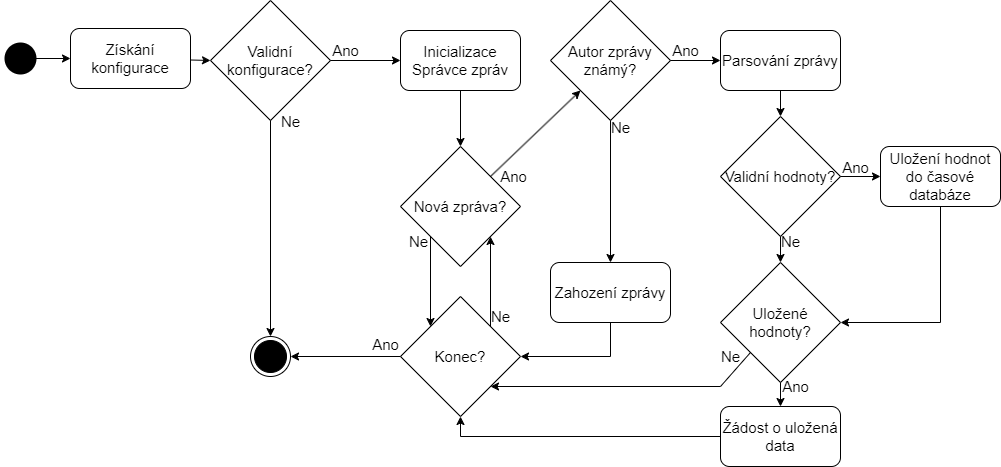 Získání
konfigurace
Validní
konfigurace?
Ano
Ne
Inicializace
Správce zpráv
Nová zpráva?
Ano
Ne
Ne
Konec?
Ano
Autor zprávy
známý?
Ano
Ne
Zahození zprávy
Parsování zprávy
Validní hodnoty?
Ano
Ne
Uložení hodnot
do časové
databáze
Uložené
hodnoty?
Ne
Ano
Žádost o uložená
data